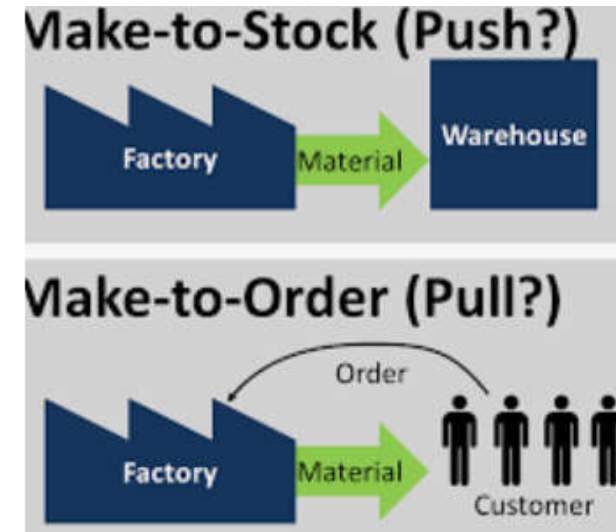 Make-to-Stock (Push?)
Factory
Material
Warehouse
Make-to-Order (Pull?)
Order
Factory
Material
Customer